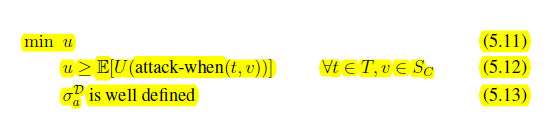 min u (5.11)
u ≥ 𝔼[U(attack-when(t, v))] ∀t ∈ T, v ∈ S_C (5.12)
σ_a^𝒟 is well defined (5.13)